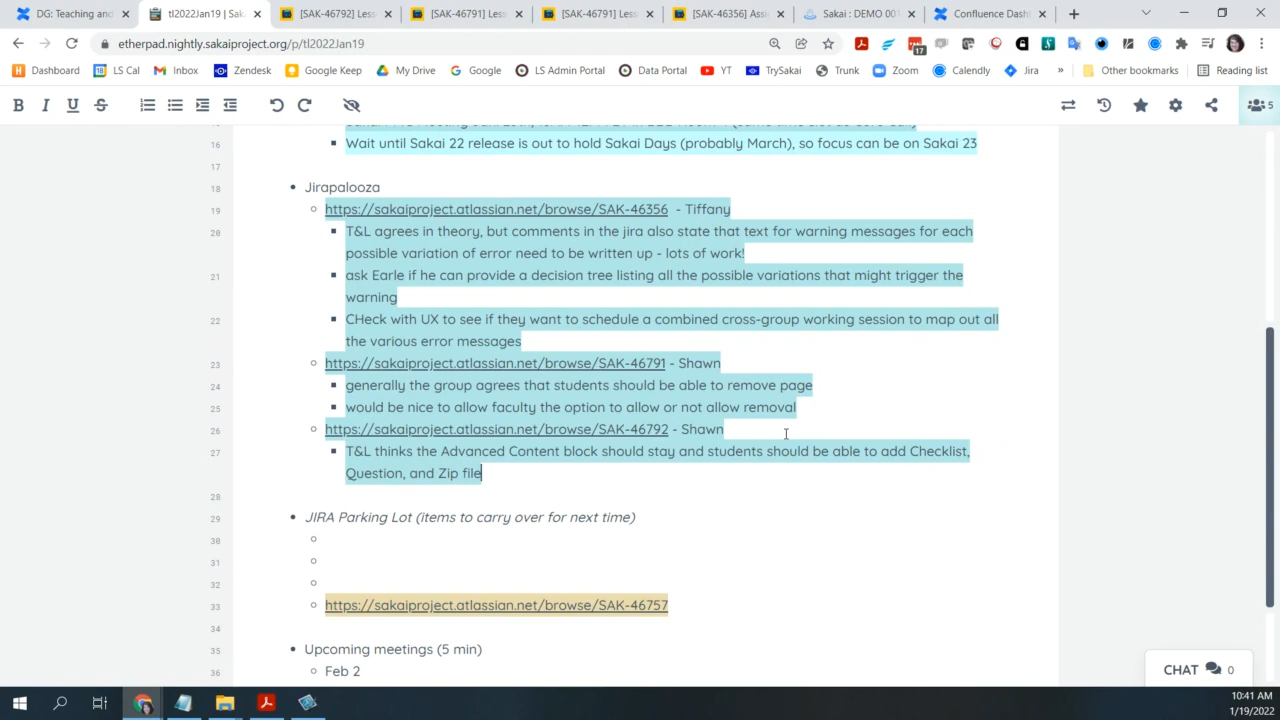 DG: Teaching and
tl2022Jan19 | Sak
[SAK-46792] Less
[SAK-46791] Less
[SAK-46791] Less
[SAK-46356] Assi
Sakai : DEMO 001
Confluence Dash
etherpad.nightly.sakaiproject.org/p/tl2022Jan19
17
Dashboard
LS Cal
Inbox
Zendesk
Google Keep
My Drive
Google
LS Admin Portal
Data Portal
YT
TrySakai
Trunk
Zoom
Calendly
Jira
»
Other bookmarks
Reading list
5
16 Wait until Sakai 22 release is out to hold Sakai Days (probably March), so focus can be on Sakai 23
17
18 Jirapalooza
19 https://sakaiproject.atlassian.net/browse/SAK-46356 - Tiffany
20 T&L agrees in theory, but comments in the jira also state that text for warning messages for each
possible variation of error need to be written up - lots of work!
21 ask Earle if he can provide a decision tree listing all the possible variations that might trigger the
warning
22 CHeck with UX to see if they want to schedule a combined cross-group working session to map out all
the various error messages
23 https://sakaiproject.atlassian.net/browse/SAK-46791 - Shawn
24 generally the group agrees that students should be able to remove page
25 would be nice to allow faculty the option to allow or not allow removal
26 https://sakaiproject.atlassian.net/browse/SAK-46792 - Shawn
27 T&L thinks the Advanced Content block should stay and students should be able to add Checklist,
Question, and Zip file
28
29 JIRA Parking Lot (items to carry over for next time)
30
31
32
33 https://sakaiproject.atlassian.net/browse/SAK-46757
34
35 Upcoming meetings (5 min)
36 Feb 2
CHAT 0
10:41 AM
1/19/2022